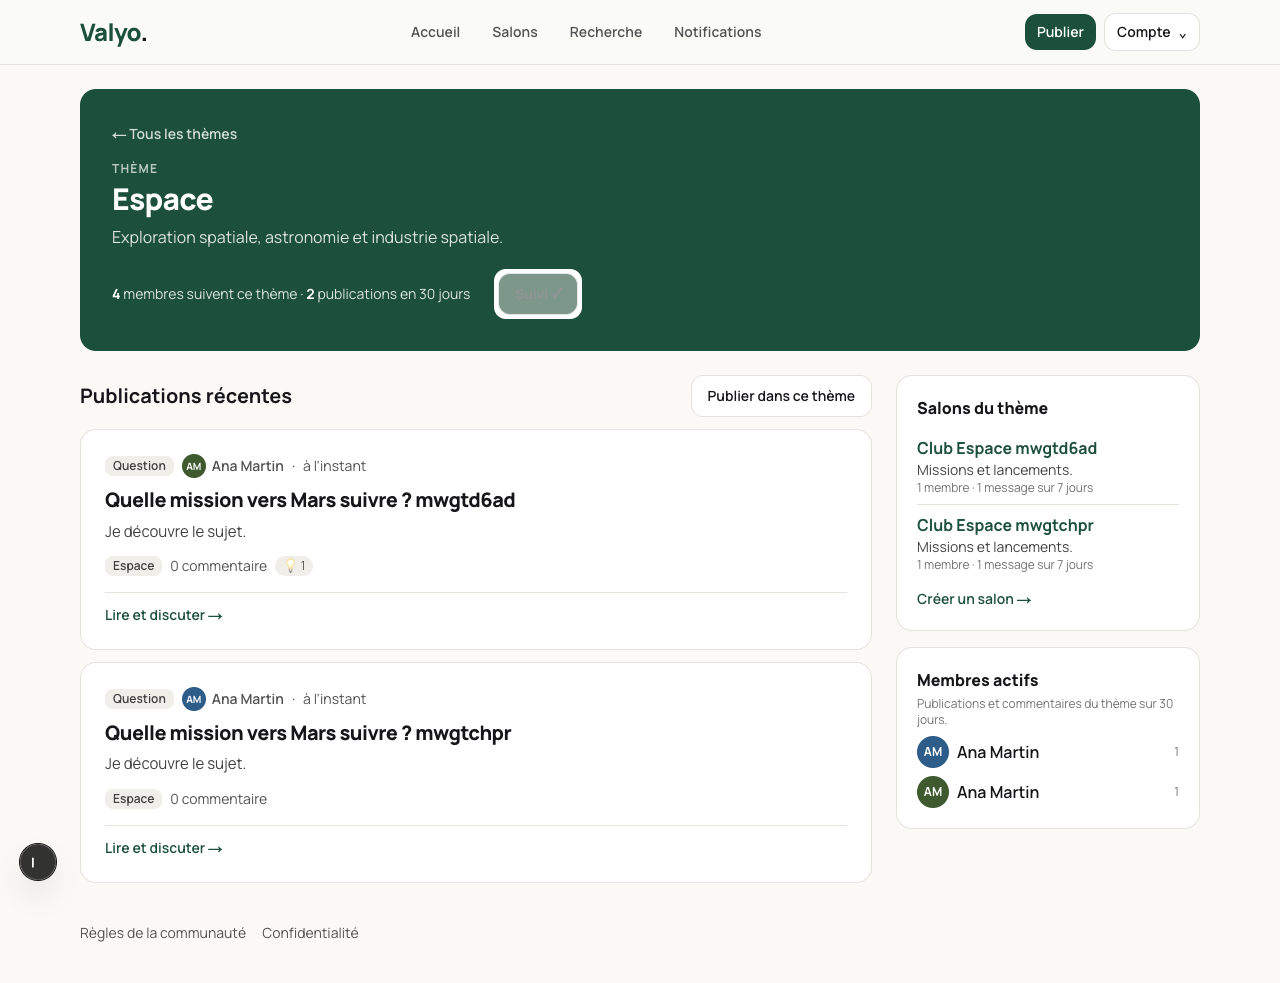 Valyo.
Accueil
Salons
Recherche
Notifications
Publier
Compte
← Tous les thèmes
THÈME
Espace
Exploration spatiale, astronomie et industrie spatiale.
4 membres suivent ce thème · 2 publications en 30 jours
Publications récentes
Publier dans ce thème
Question AM Ana Martin · à l'instant
Quelle mission vers Mars suivre ? mwgtd6ad
Je découvre le sujet.
Espace 0 commentaire 💡 1
Lire et discuter →
Question AM Ana Martin · à l'instant
Quelle mission vers Mars suivre ? mwgtchpr
Je découvre le sujet.
Espace 0 commentaire
Lire et discuter →
Salons du thème
Club Espace mwgtd6ad
Missions et lancements.
1 membre · 1 message sur 7 jours
Club Espace mwgtchpr
Missions et lancements.
1 membre · 1 message sur 7 jours
Créer un salon →
Membres actifs
Publications et commentaires du thème sur 30
jours.
AM Ana Martin 1
AM Ana Martin 1
Règles de la communauté
Confidentialité